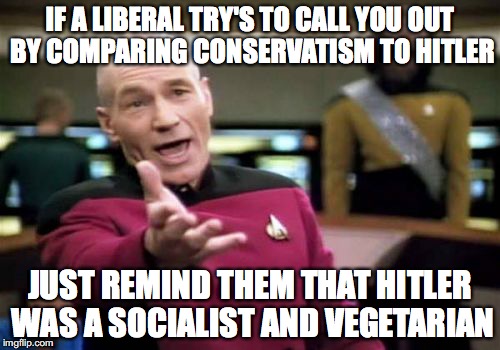 IF A LIBERAL TRY'S TO CALL YOU OUT
BY COMPARING CONSERVATISM TO HITLER
JUST REMIND THEM THAT HITLER
WAS A SOCIALIST AND VEGETARIAN
imgflip.com